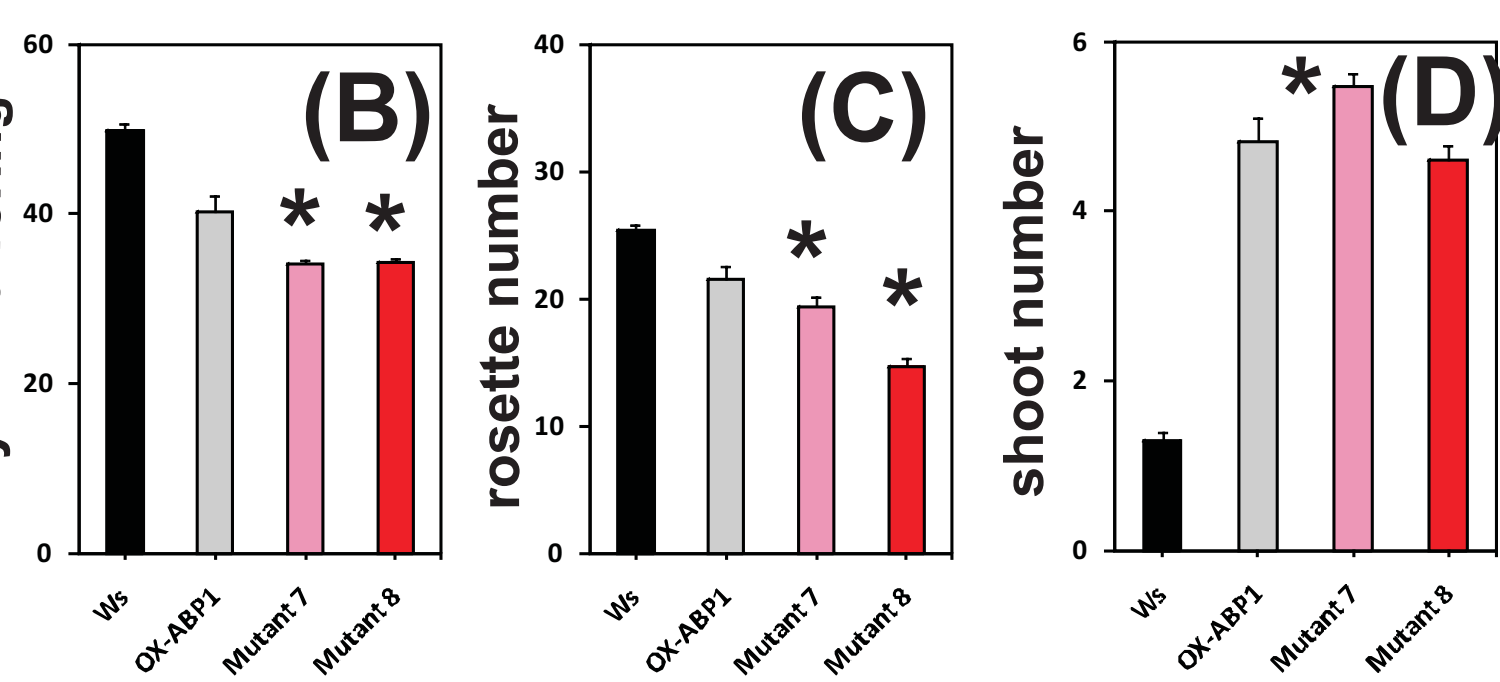 (B)
60
40
20
0
Ws
OX-ABP1
Mutant 7
Mutant 8
*
*
(C)
rosette number
40
30
20
10
0
Ws
OX-ABP1
Mutant 7
Mutant 8
*
*
(D)
shoot number
6
4
2
0
Ws
OX-ABP1
Mutant 7
Mutant 8
*